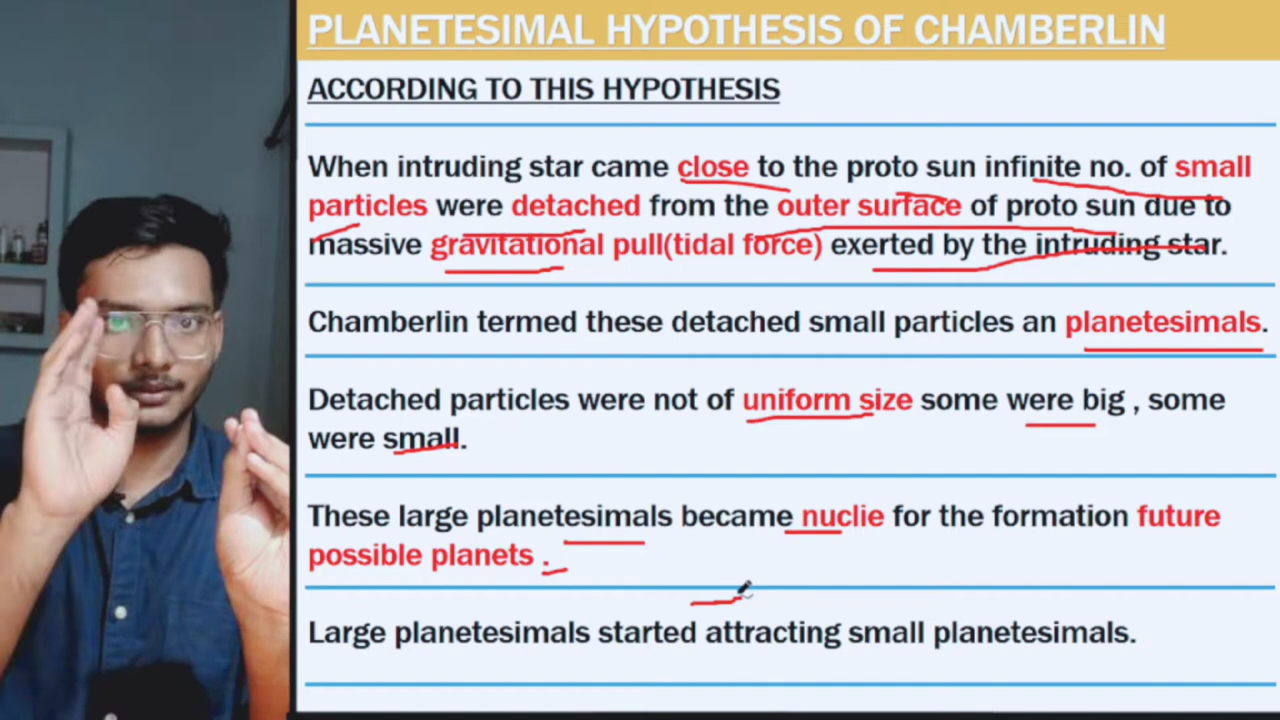 PLANETESIMAL HYPOTHESIS OF CHAMBERLIN
ACCORDING TO THIS HYPOTHESIS
When intruding star came close to the proto sun infinite no. of small
particles were detached from the outer surface of proto sun due to
massive gravitational pull(tidal force) exerted by the intruding star.
Chamberlin termed these detached small particles an planetesimals.
Detached particles were not of uniform size some were big , some
were small.
These large planetesimals became nuclie for the formation future
possible planets .
Large planetesimals started attracting small planetesimals.